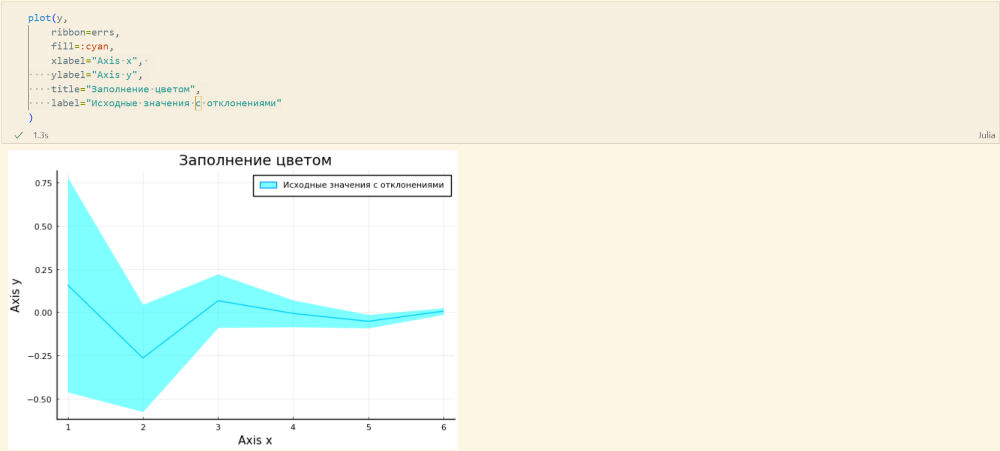 plot(y,
ribbon=errs,
fill=:cyan,
xlabel="Axis x",
ylabel="Axis y",
title="Заполнение цветом",
label="Исходные значения с отклонениями"
)
1.3s
Julia
Заполнение цветом
Исходные значения с отклонениями
0.75
0.50
0.25
0.00
−0.25
−0.50
Axis y
1 2 3 4 5 6
Axis x